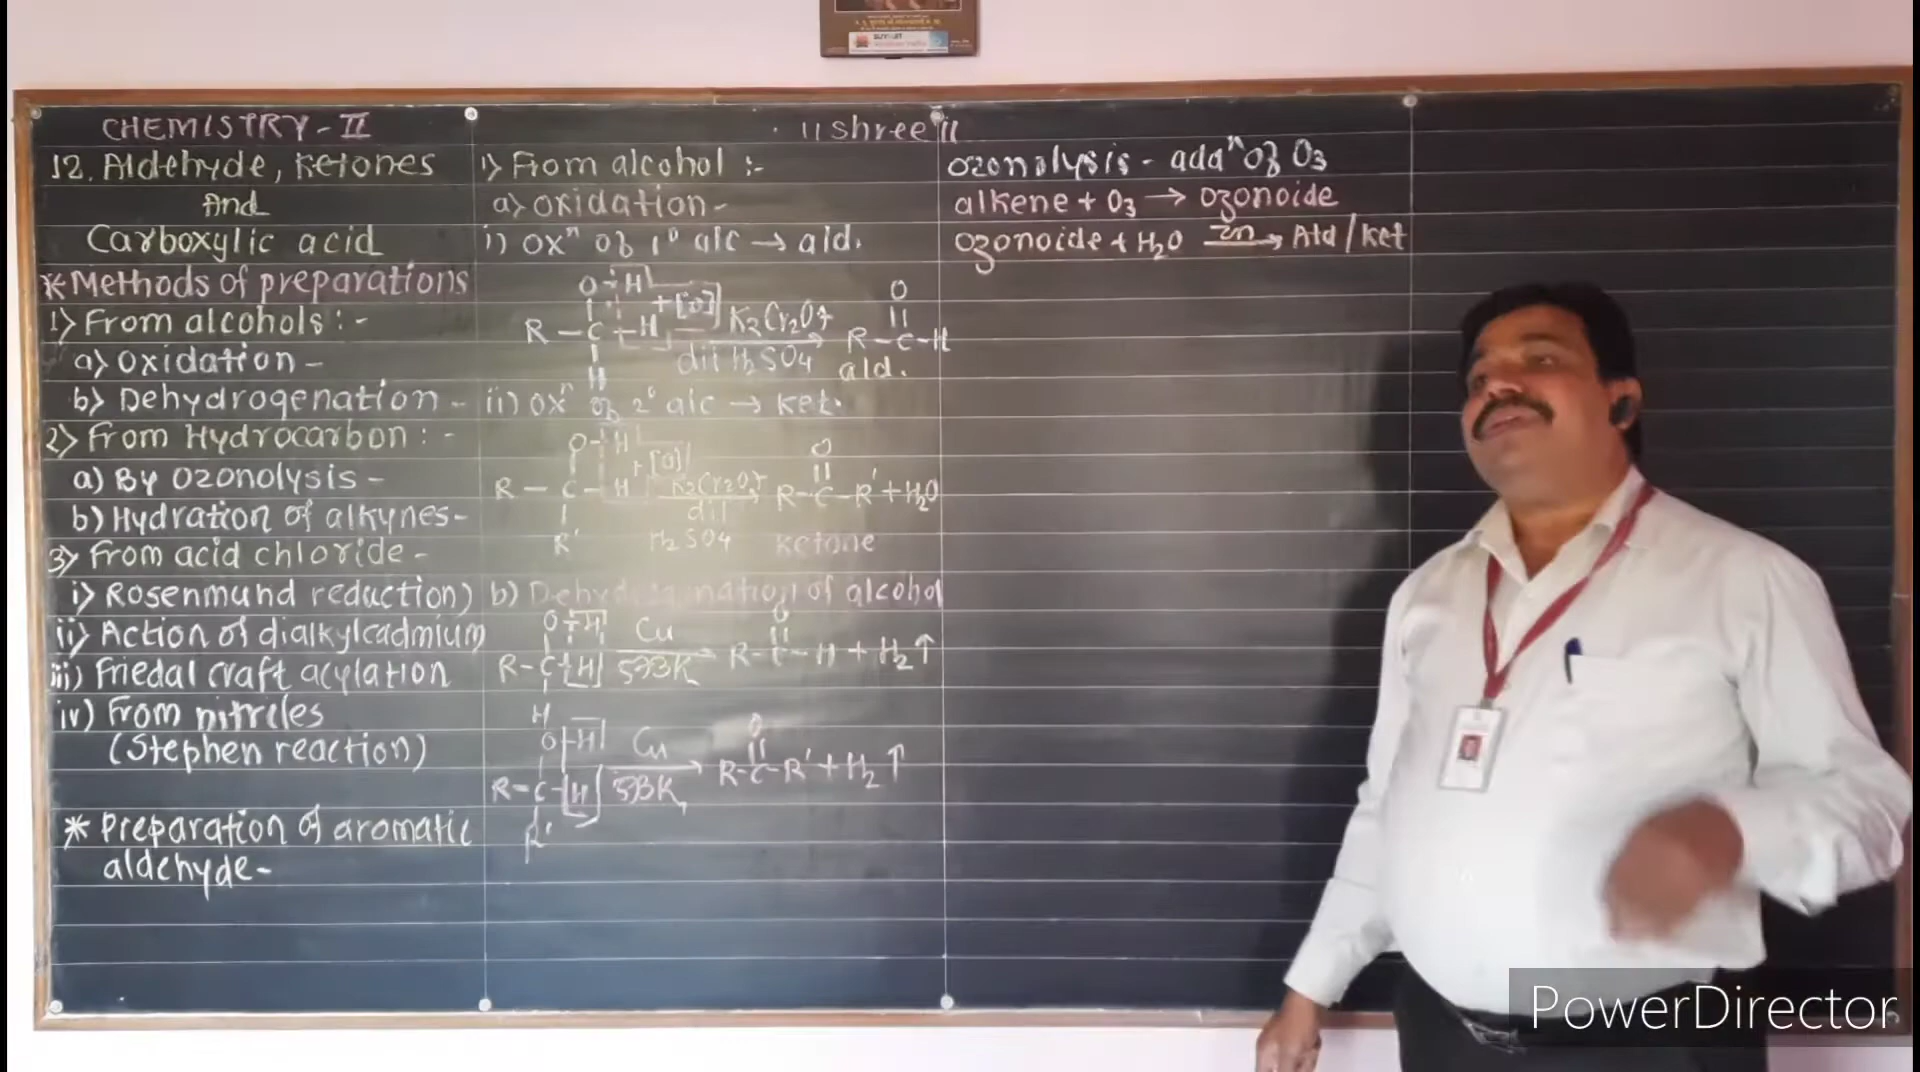 CHEMISTRY-II
12. Aldehyde, Ketones
And
Carboxylic acid
*Methods of preparations
1> From alcohols:-
a> Oxidation-
b> Dehydrogenation-
2> From Hydrocarbon:-
a) By Ozonolysis-
b) Hydration of alkynes-
3> From acid chloride-
i> Rosenmund reduction)
ii> Action of dialkylcadmium
iii) Friedal craft acylation
iv) From nitriles
(Stephen reaction)
* Preparation of aromatic
aldehyde-
||shree||
1> From alcohol:-
a> Oxidation-
i) Oxⁿ of 1° alc → ald.
O-H
R-C-H +[O] K2Cr2O7 → R-C-H
H
O
dil H2SO4
ald.
ii) Oxⁿ of 2° alc → ket.
O-H
R-C-H +[O] K2Cr2O7 → R-C-R'+H2O
R'
O
dil
H2SO4
ketone
b) of alcohol
O-H
R-C-H Cu 573K → R-C-H + H2↑
H
O
O-H
R-C-H Cu 573K → R-C-R'+H2↑
R'
O
Ozonolysis - adaⁿ of O3
alkene + O3 → Ozonoide
Ozonoide + H2O Zn → Ald/ket
PowerDirector